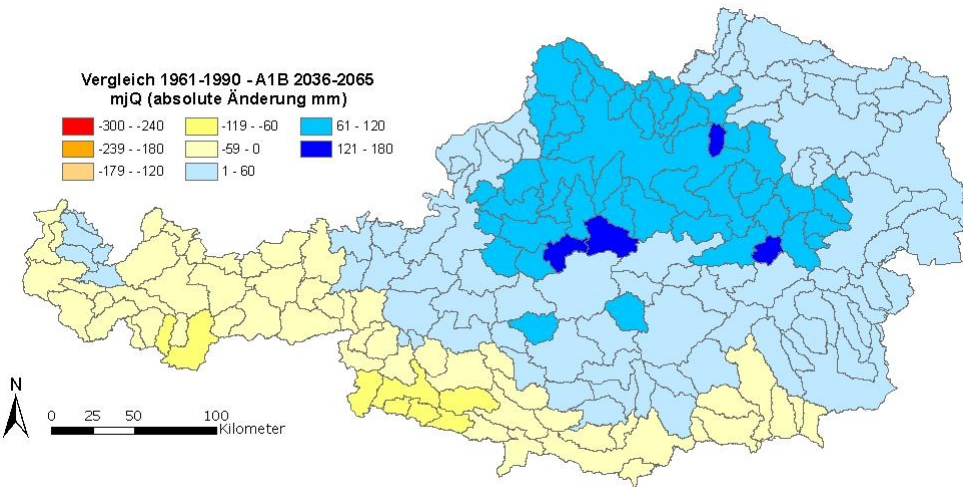 Vergleich 1961-1990 - A1B 2036-2065
mjQ (absolute Änderung mm)
-300 - -240 -119 - -60 61 - 120
-239 - -180 -59 - 0 121 - 180
-179 - -120 1 - 60
N
0 25 50 100
Kilometer